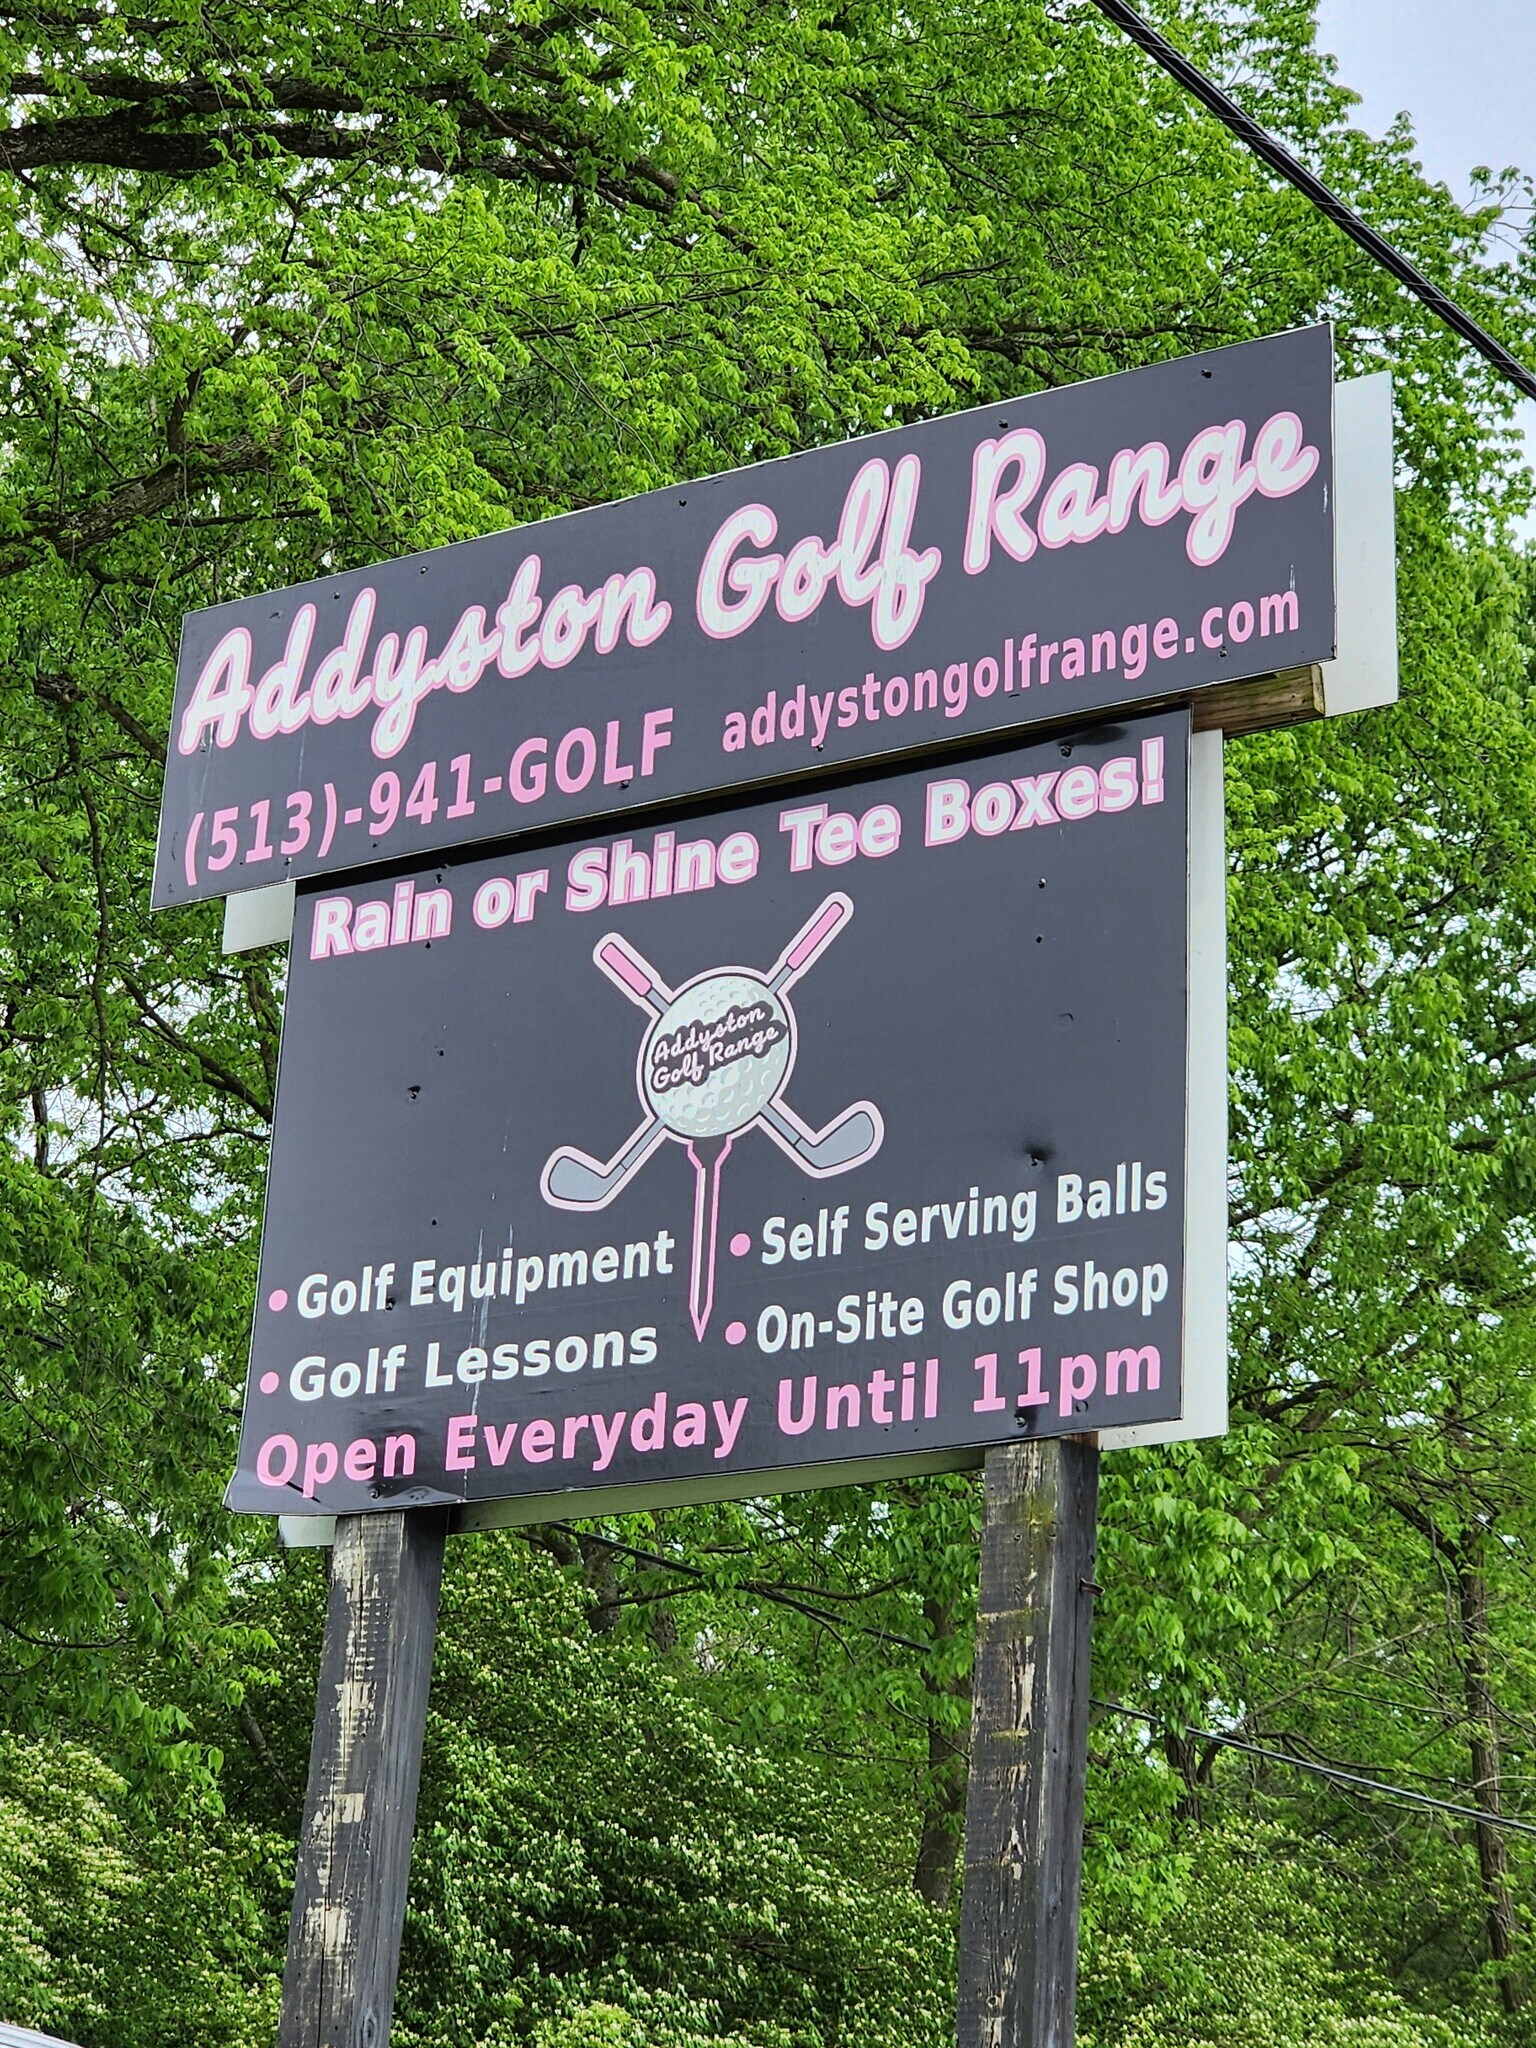 Addyston Golf Range
(513)-941-GOLF addystongolfrange.com
Rain or Shine Tee Boxes!
Addyston
Golf Range
• Golf Equipment
• Golf Lessons
• Self Serving Balls
• On-Site Golf Shop
Open Everyday Until 11pm